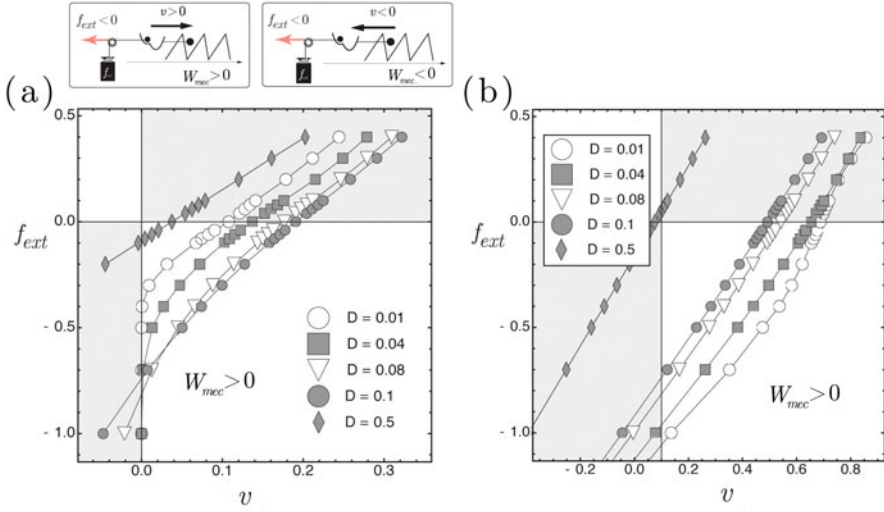 f_ext<0 v>0
W_mec>0
f_ext<0 v<0
W_mec<0
(a)
0.5
0.0
f_ext
- 0.5
- 1.0
D = 0.01
D = 0.04
D = 0.08
D = 0.1
D = 0.5
W_mec>0
0.0 0.1 0.2 0.3
v
(b)
0.5
0.0
f_ext
- 0.5
- 1.0
D = 0.01
D = 0.04
D = 0.08
D = 0.1
D = 0.5
W_mec>0
- 0.2 0.0 0.2 0.4 0.6 0.8
v